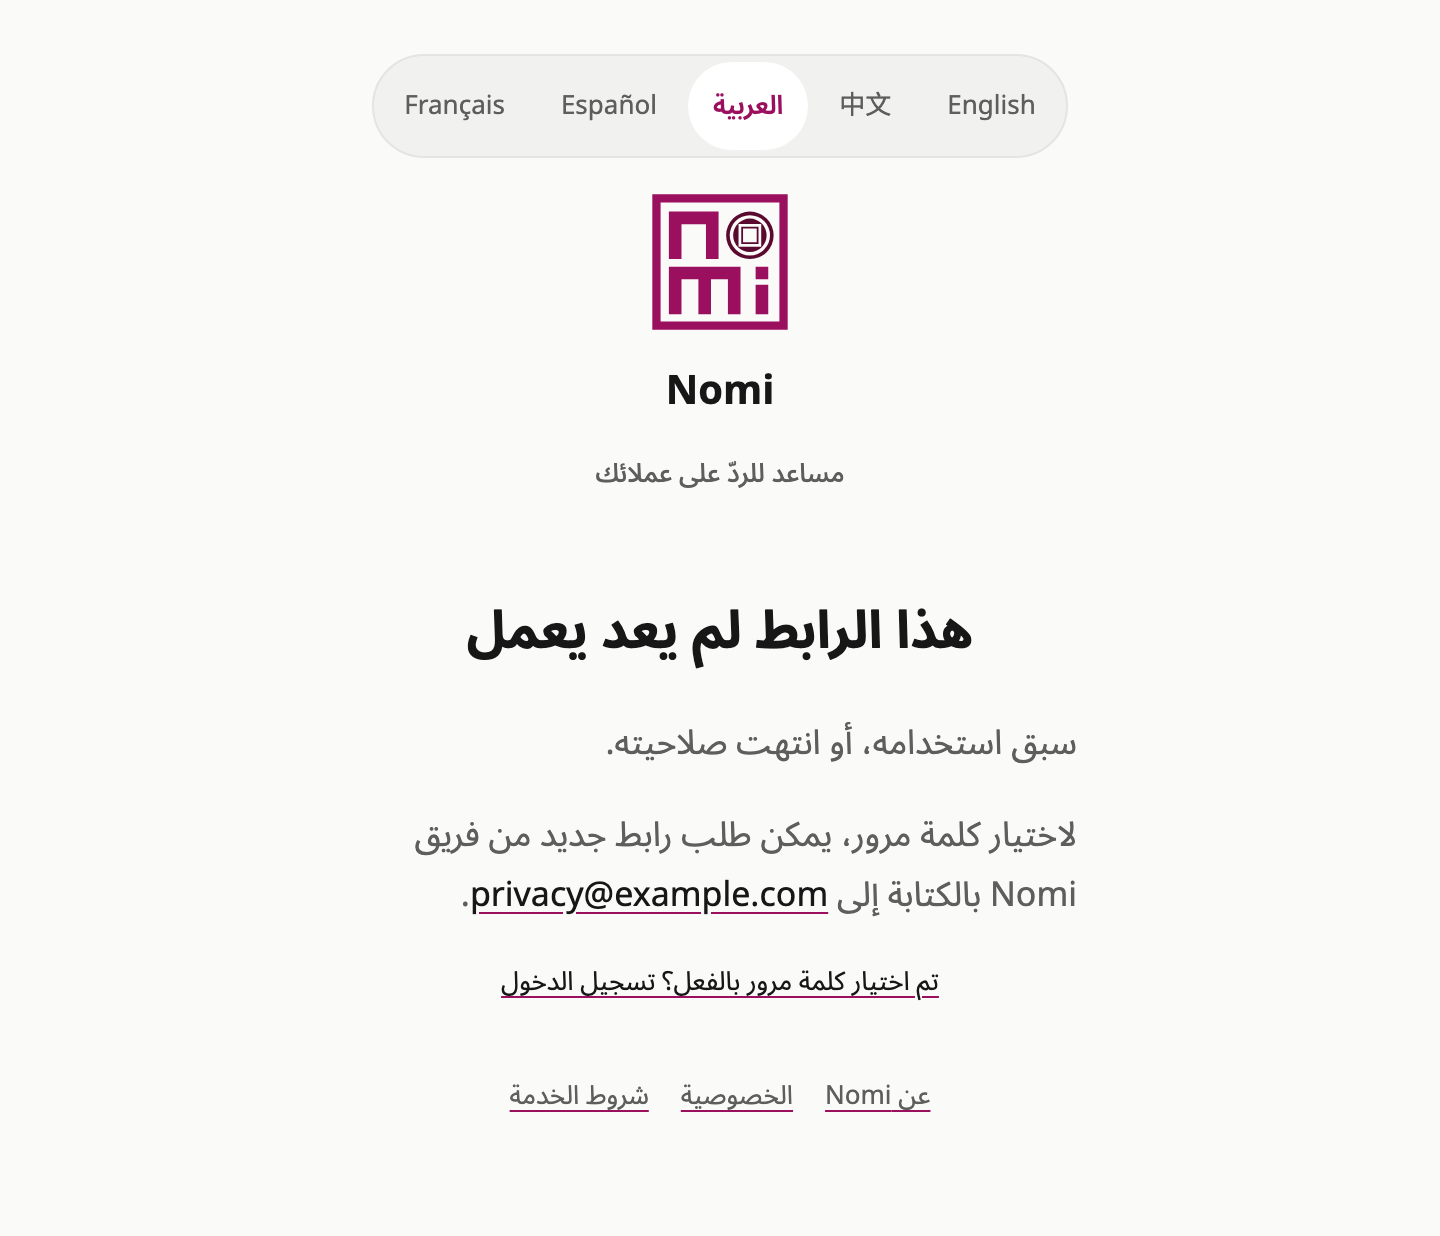 English 中文 العربية Español Français
nomi
Nomi
مساعد للردّ على عملائك
هذا الرابط لم يعد يعمل
سبق استخدامه، أو انتهت صلاحيته.
لاختيار كلمة مرور، يمكن طلب رابط جديد من فريق
Nomi بالكتابة إلى privacy@example.com.
تم اختيار كلمة مرور بالفعل؟ تسجيل الدخول
عن Nomi الخصوصية شروط الخدمة